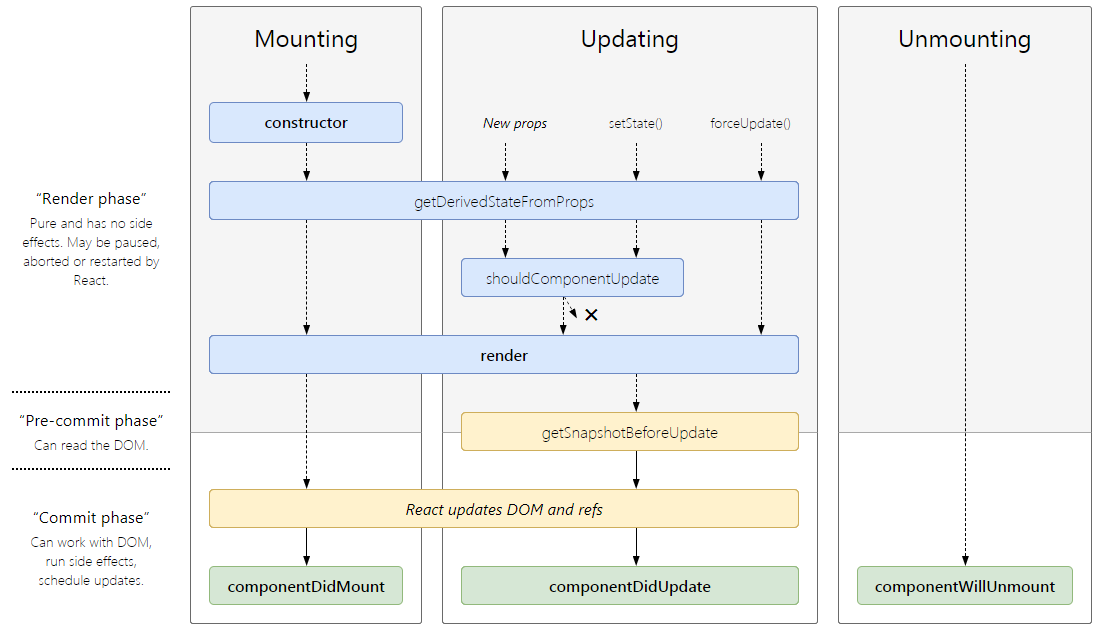 Mounting
Updating
Unmounting
constructor
New props
setState()
forceUpdate()
“Render phase”
Pure and has no side
effects. May be paused,
aborted or restarted by
React.
getDerivedStateFromProps
shouldComponentUpdate
render
“Pre-commit phase”
Can read the DOM.
getSnapshotBeforeUpdate
“Commit phase”
Can work with DOM,
run side effects,
schedule updates.
React updates DOM and refs
componentDidMount
componentDidUpdate
componentWillUnmount